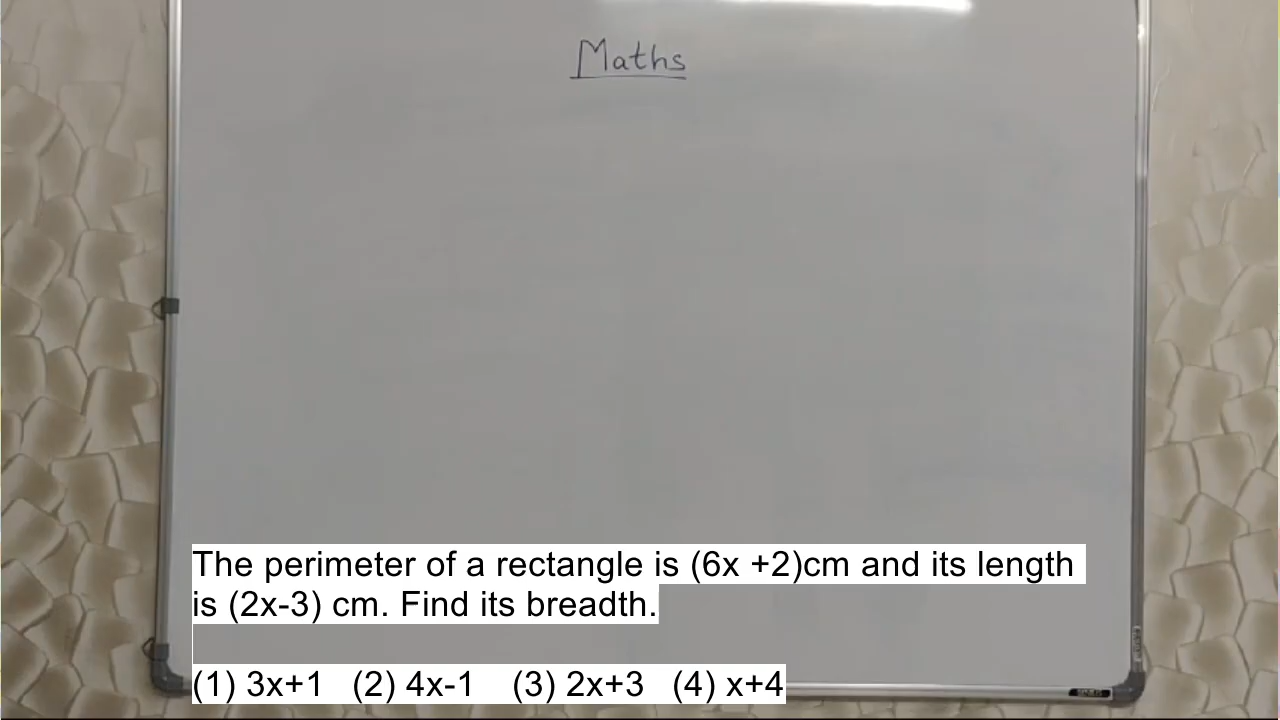 Maths
The perimeter of a rectangle is (6x +2)cm and its length
is (2x-3) cm. Find its breadth.
(1) 3x+1 (2) 4x-1 (3) 2x+3 (4) x+4